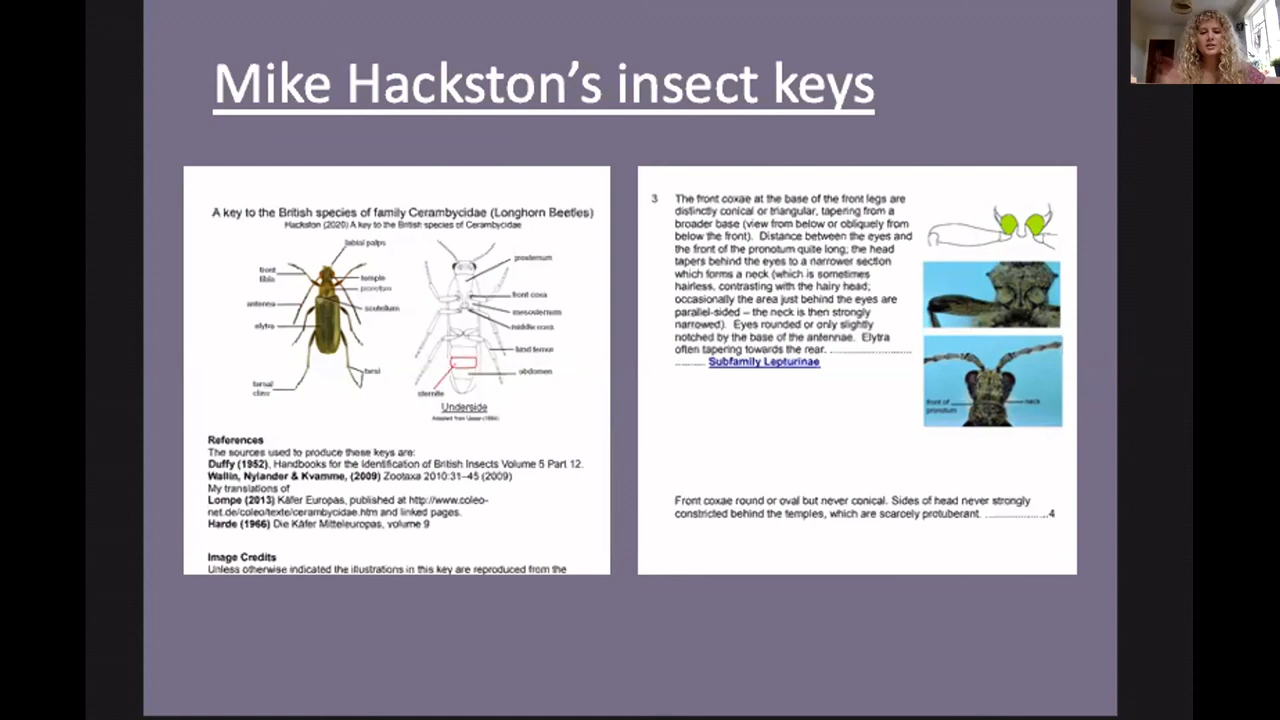 Mike Hackston's insect keys
A key to the British species of family Cerambycidae (Longhorn Beetles)
Hackston (2020) A key to the British species of Cerambycidae
labial palps
front
tibia
temple
pronotum
antenna
scutellum
elytra
tarsi
tarsal
claw
prosternum
front coxa
mesosternum
middle coxa
hind femur
abdomen
sternite
Underside
Adapted from
References
The sources used to produce these keys are:
Duffy (1952), Handbooks for the Identification of British Insects Volume 5 Part 12.
Wallin, Nylander & Kvamme, (2009) Zootaxa 2010:31–45 (2009)
My translations of
Lompe (2013) Käfer Europas, published at http://www.coleo-
net.de/coleo/texte/cerambycidae.htm and linked pages.
Harde (1966) Die Käfer Mitteleuropas, volume 9
Image Credits
Unless otherwise indicated the illustrations in this key are reproduced from the
3 The front coxae at the base of the front legs are
distinctly conical or triangular, tapering from a
broader base (view from below or obliquely from
below the front). Distance between the eyes and
the front of the pronotum quite long; the head
tapers behind the eyes to a narrower section
which forms a neck (which is sometimes
hairless, contrasting with the hairy head;
occasionally the area just behind the eyes are
parallel-sided – the neck is then strongly
narrowed). Eyes rounded or only slightly
notched by the base of the antennae. Elytra
often tapering towards the rear. ..........................
.......... Subfamily Lepturinae
front of
pronotum
neck
Front coxae round or oval but never conical. Sides of head never strongly
constricted behind the temples, which are scarcely protuberant. .....................4